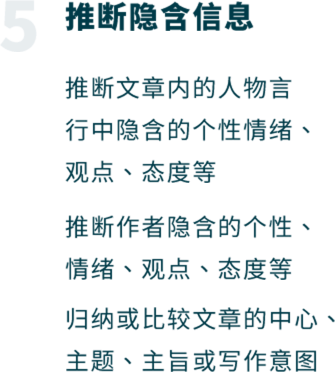 5 推断隐含信息
推断文章内的人物言
行中隐含的个性情绪、
观点、态度等
推断作者隐含的个性、
情绪、观点、态度等
归纳或比较文章的中心、
主题、主旨或写作意图